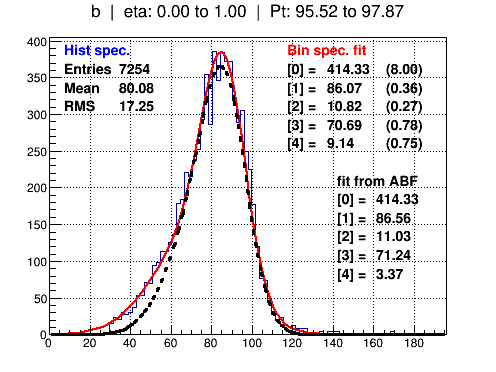 b | eta: 0.00 to 1.00 | Pt: 95.52 to 97.87
Hist spec.
Entries 7254
Mean 80.08
RMS 17.25
Bin spec. fit
[0] = 414.33 (8.00)
[1] = 86.07 (0.36)
[2] = 10.82 (0.27)
[3] = 70.69 (0.78)
[4] = 9.14 (0.75)
fit from ABF
[0] = 414.33
[1] = 86.56
[2] = 11.03
[3] = 71.24
[4] = 3.37
400
350
300
250
200
150
100
50
0
0 20 40 60 80 100 120 140 160 180